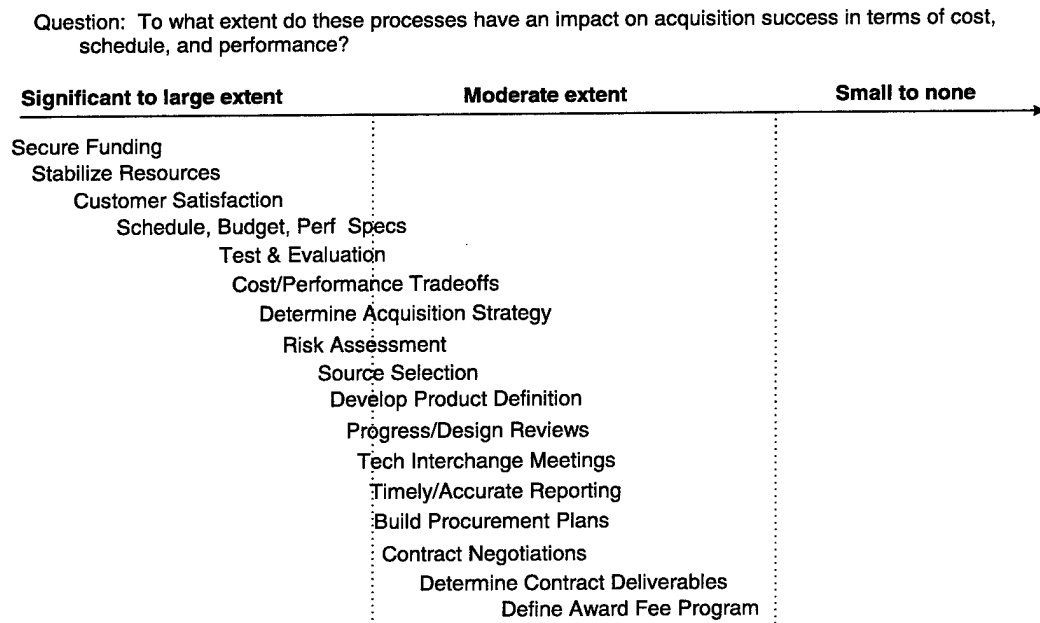 Question: To what extent do these processes have an impact on acquisition success in terms of cost,
schedule, and performance?
Significant to large extent Moderate extent Small to none
Secure Funding
Stabilize Resources
Customer Satisfaction
Schedule, Budget, Perf Specs
Test & Evaluation
Cost/Performance Tradeoffs
Determine Acquisition Strategy
Risk Assessment
Source Selection
Develop Product Definition
Progress/Design Reviews
Tech Interchange Meetings
Timely/Accurate Reporting
Build Procurement Plans
Contract Negotiations
Determine Contract Deliverables
Define Award Fee Program